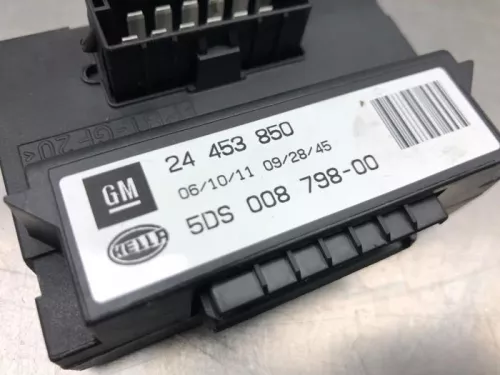 24 453 850
GM
06/10/11 09/28/45
5DS 008 798-00
HELLA